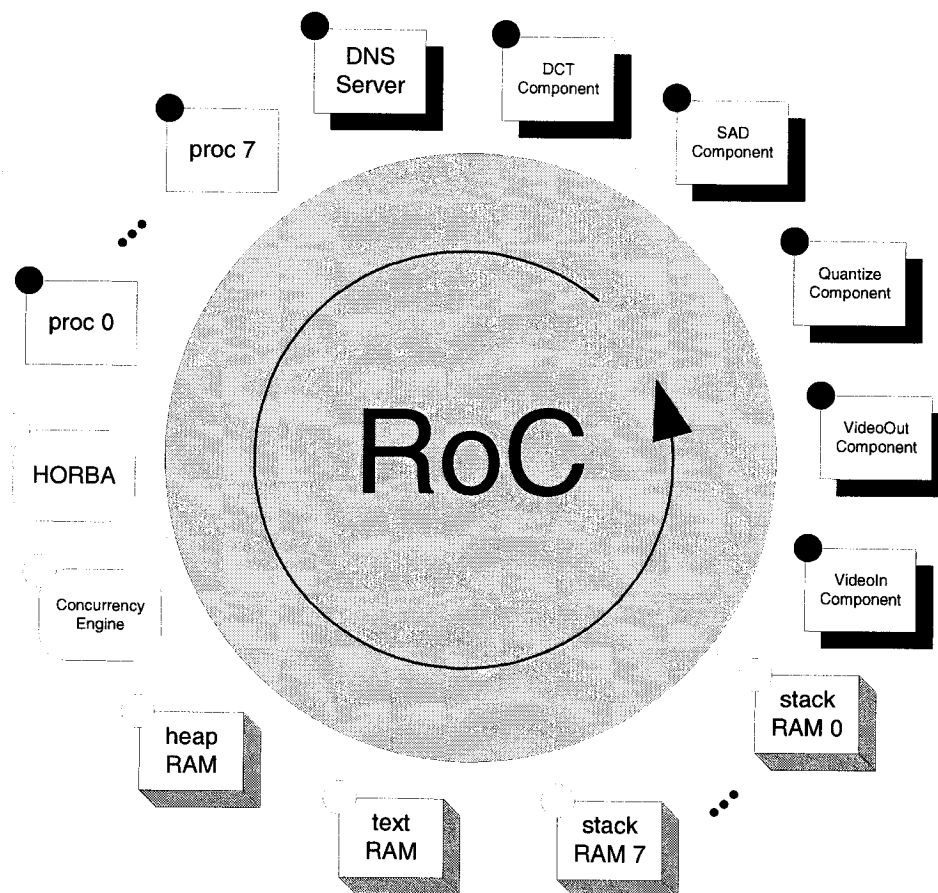 DNS
Server
DCT
Component
SAD
Component
proc 7
Quantize
Component
proc 0
VideoOut
Component
RoC
HORBA
VideoIn
Component
Concurrency
Engine
stack
RAM 0
heap
RAM
text
RAM
stack
RAM 7